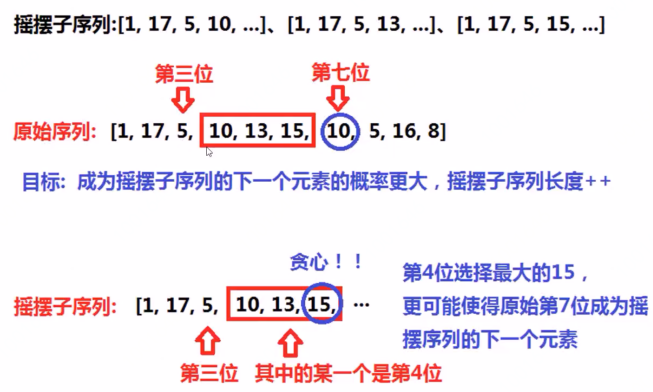 摇摆子序列:[1, 17, 5, 10, ...]、[1, 17, 5, 13, ...]、[1, 17, 5, 15, ...]
第三位 第七位
原始序列: [1, 17, 5, 10, 13, 15, 10, 5, 16, 8]
目标: 成为摇摆子序列的下一个元素的概率更大，摇摆子序列长度++
贪心！！
第4位选择最大的15，
更可能使得原始第7位成为摇
摆序列的下一个元素
摇摆子序列: [1, 17, 5, 10, 13, 15, ...
第三位 其中的某一个是第4位